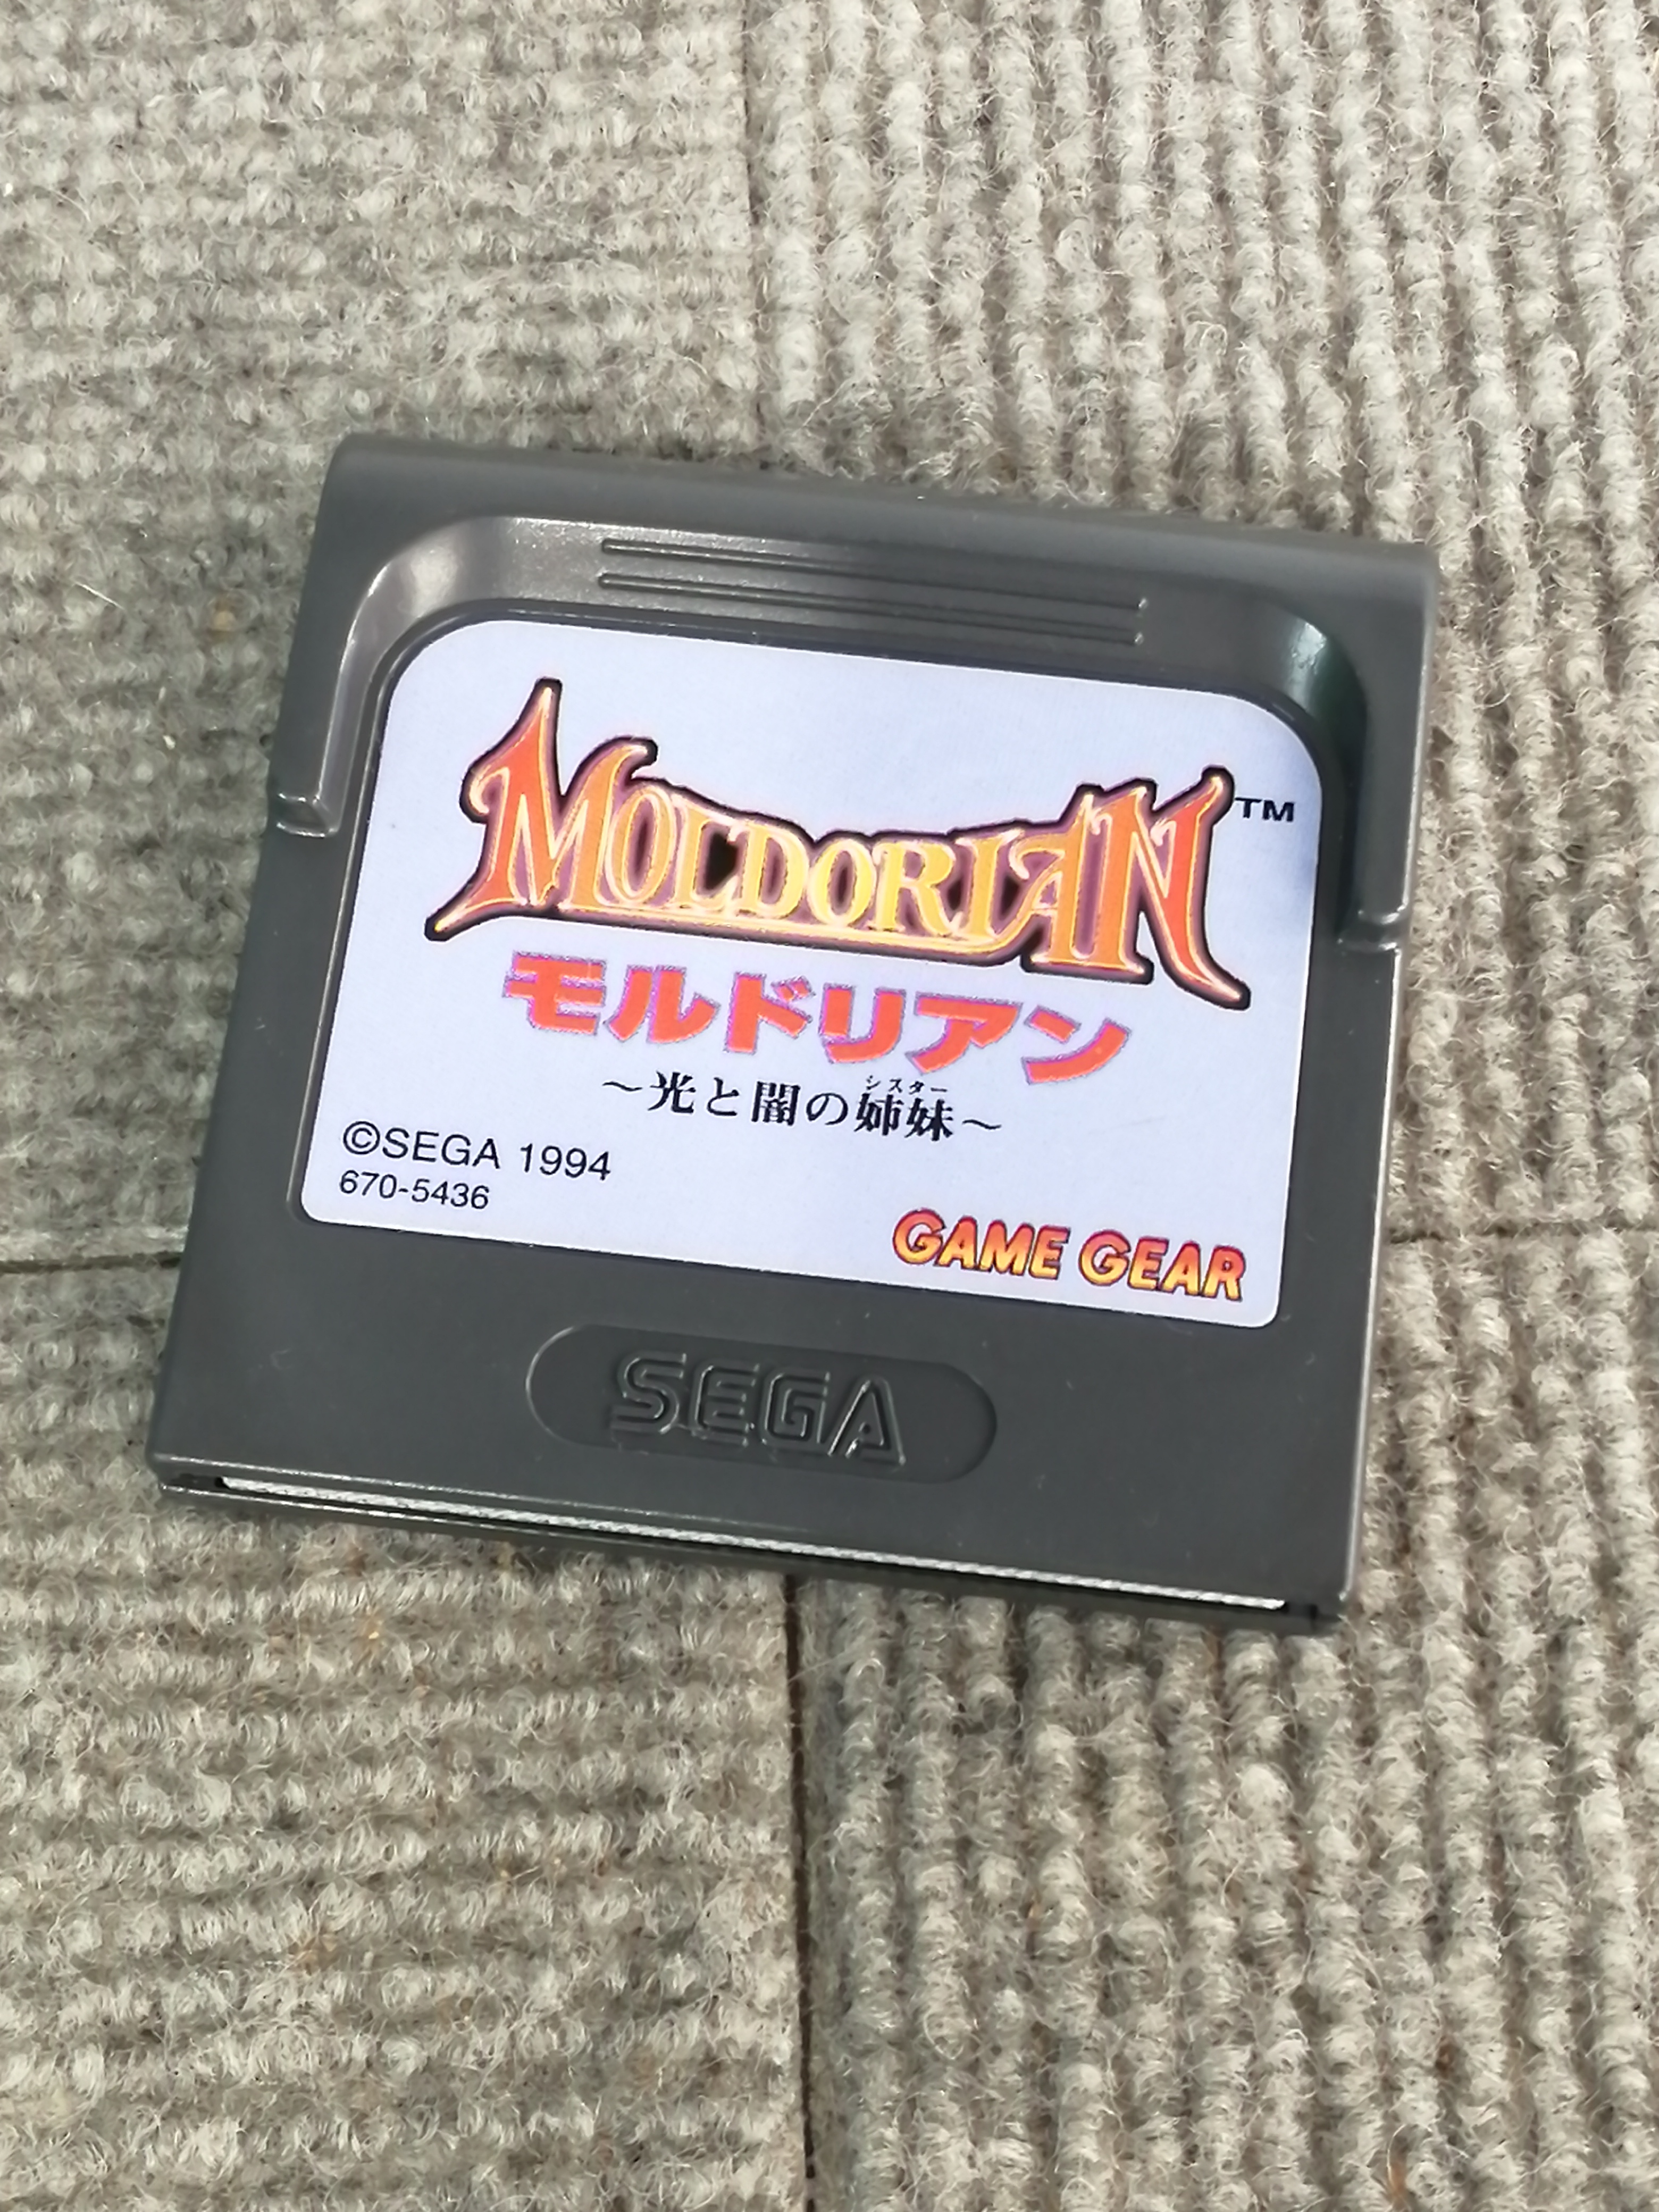 MOLDORIAN™
モルドリアン
シスター
～光と闇の姉妹～
©SEGA 1994
670-5436
GAME GEAR
SEGA